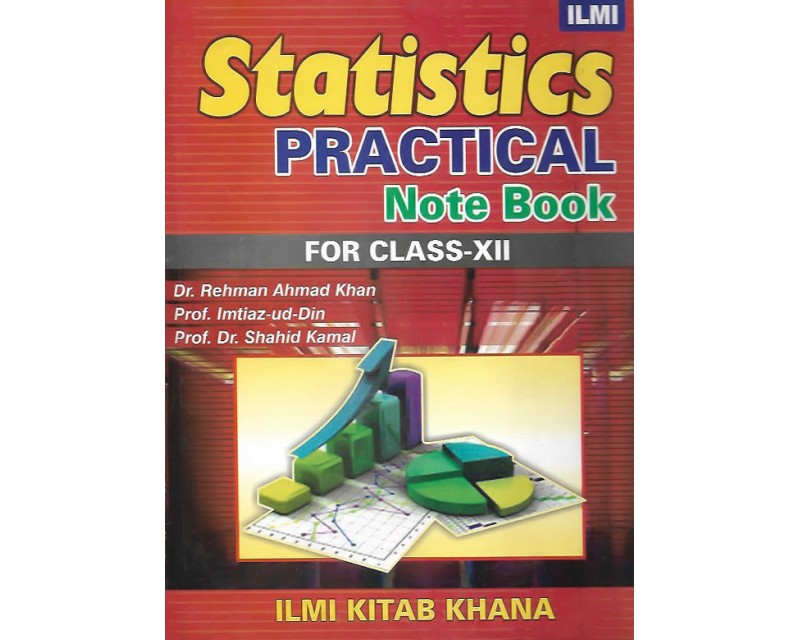 ILMI
Statistics
PRACTICAL
Note Book
FOR CLASS-XII
Dr. Rehman Ahmad Khan
Prof. Imtiaz-ud-Din
Prof. Dr. Shahid Kamal
ILMI KITAB KHANA